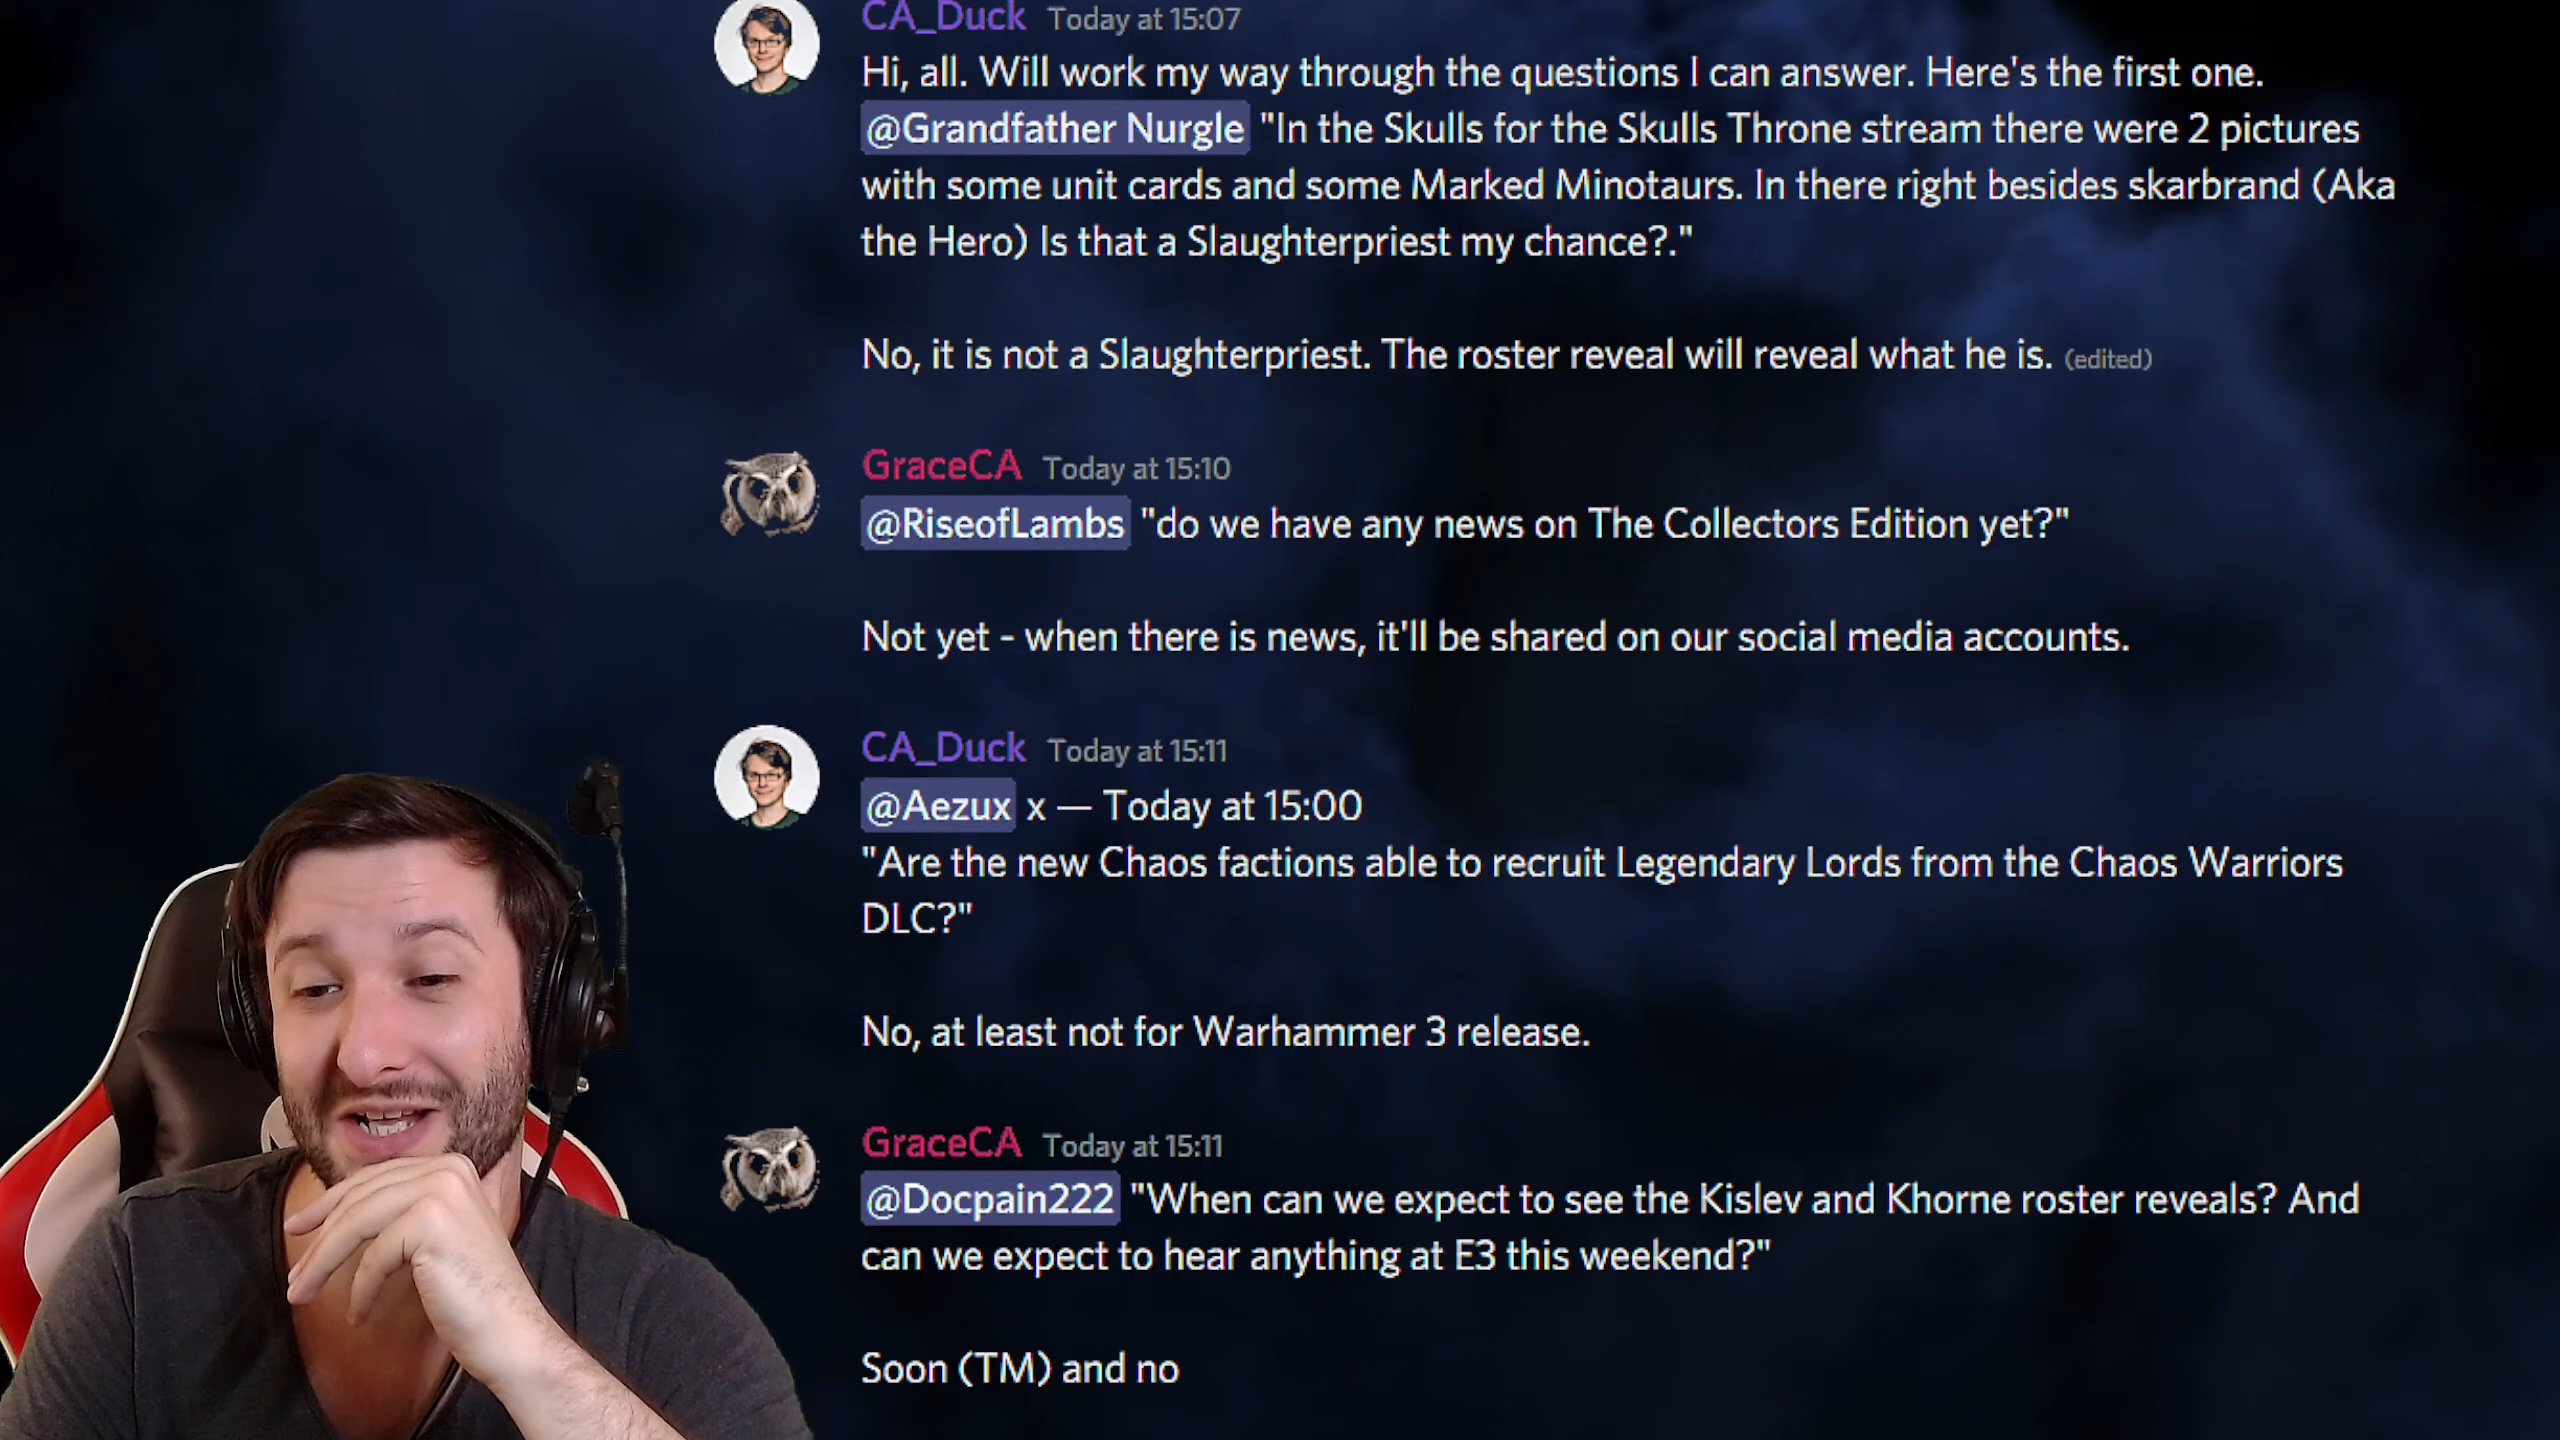 CA_Duck Today at 15:07
Hi, all. Will work my way through the questions I can answer. Here's the first one.
@Grandfather Nurgle "In the Skulls for the Skulls Throne stream there were 2 pictures
with some unit cards and some Marked Minotaurs. In there right besides skarbrand (Aka
the Hero) Is that a Slaughterpriest my chance?."
No, it is not a Slaughterpriest. The roster reveal will reveal what he is. (edited)
GraceCA Today at 15:10
@RiseofLambs "do we have any news on The Collectors Edition yet?"
Not yet - when there is news, it'll be shared on our social media accounts.
CA_Duck Today at 15:11
@Aezux x — Today at 15:00
"Are the new Chaos factions able to recruit Legendary Lords from the Chaos Warriors
DLC?"
No, at least not for Warhammer 3 release.
GraceCA Today at 15:11
@Docpain222 "When can we expect to see the Kislev and Khorne roster reveals? And
can we expect to hear anything at E3 this weekend?"
Soon (TM) and no